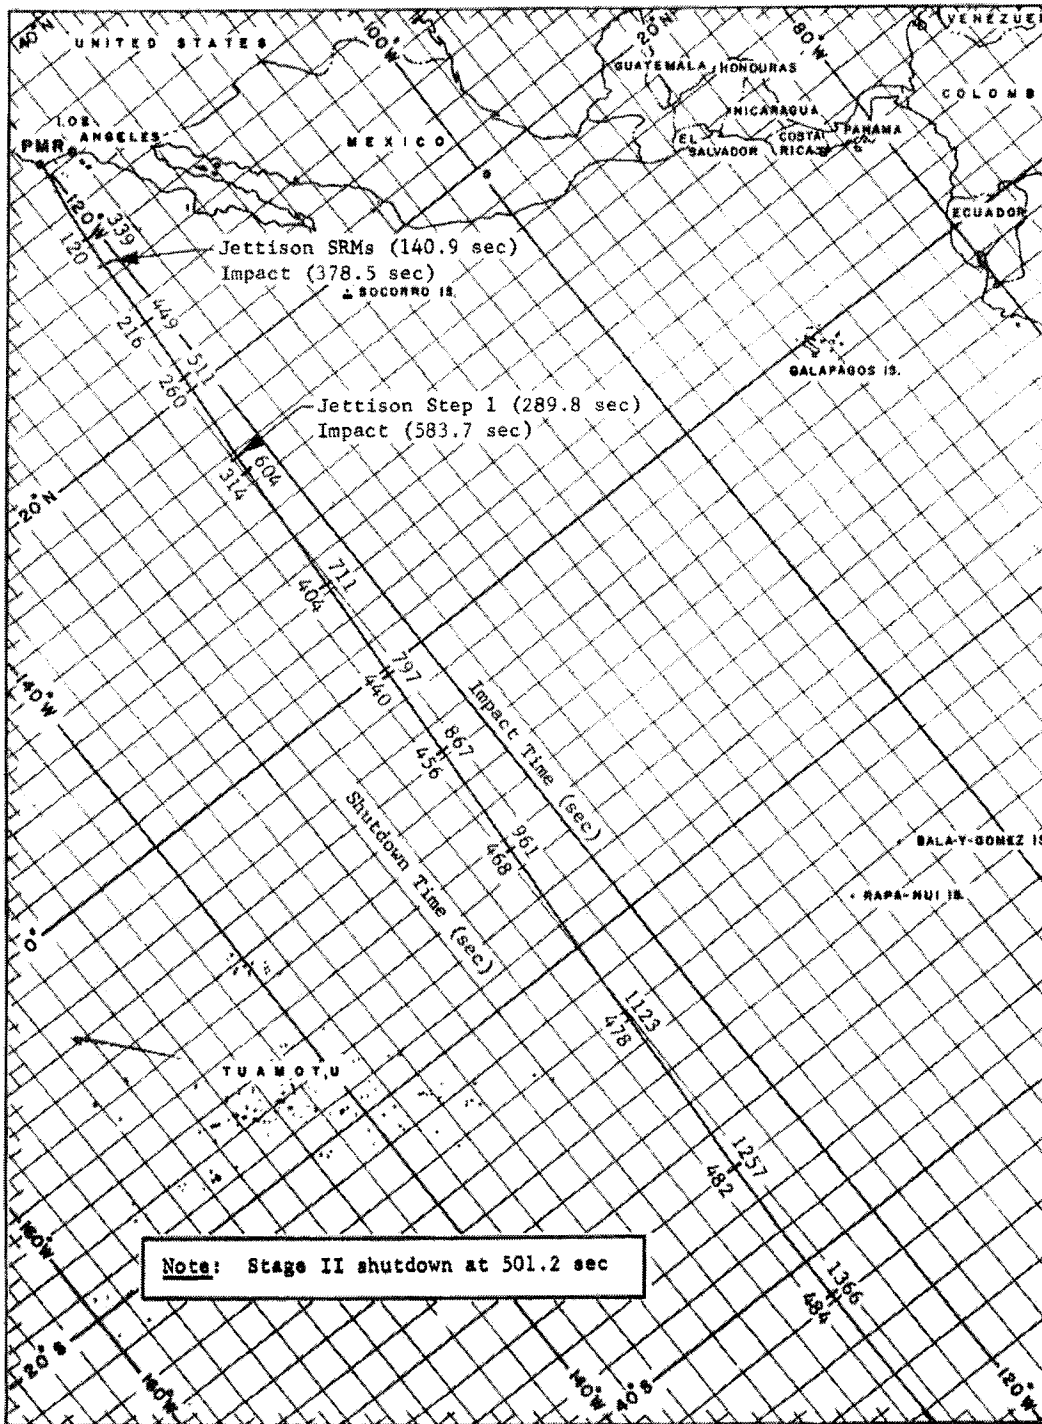 40°N
UNITED STATES
100°W
20°N
80°W
VENEZUE
GUATEMALA
HONDURAS
COLOMB
NICARAGUA
LOS ANGELES
PMR
MEXICO
EL SALVADOR
COSTA RICA
PANAMA
ECUADOR
120°W
339
120
Jettison SRMs (140.9 sec)
Impact (378.5 sec)
SOCORRO IS.
449
216
511
260
GALAPAGOS IS.
Jettison Step 1 (289.8 sec)
Impact (583.7 sec)
604
314
20°N
711
404
797
440
140°W
Impact Time (sec)
867
456
Shutdown Time (sec)
961
468
SALA-Y-GOMEZ IS
RAPA-NUI IS.
0°
1123
478
TUAMOTU
1257
482
160°W
Note: Stage II shutdown at 501.2 sec
1366
484
20°S
160°W
140°W
40°S
120°W